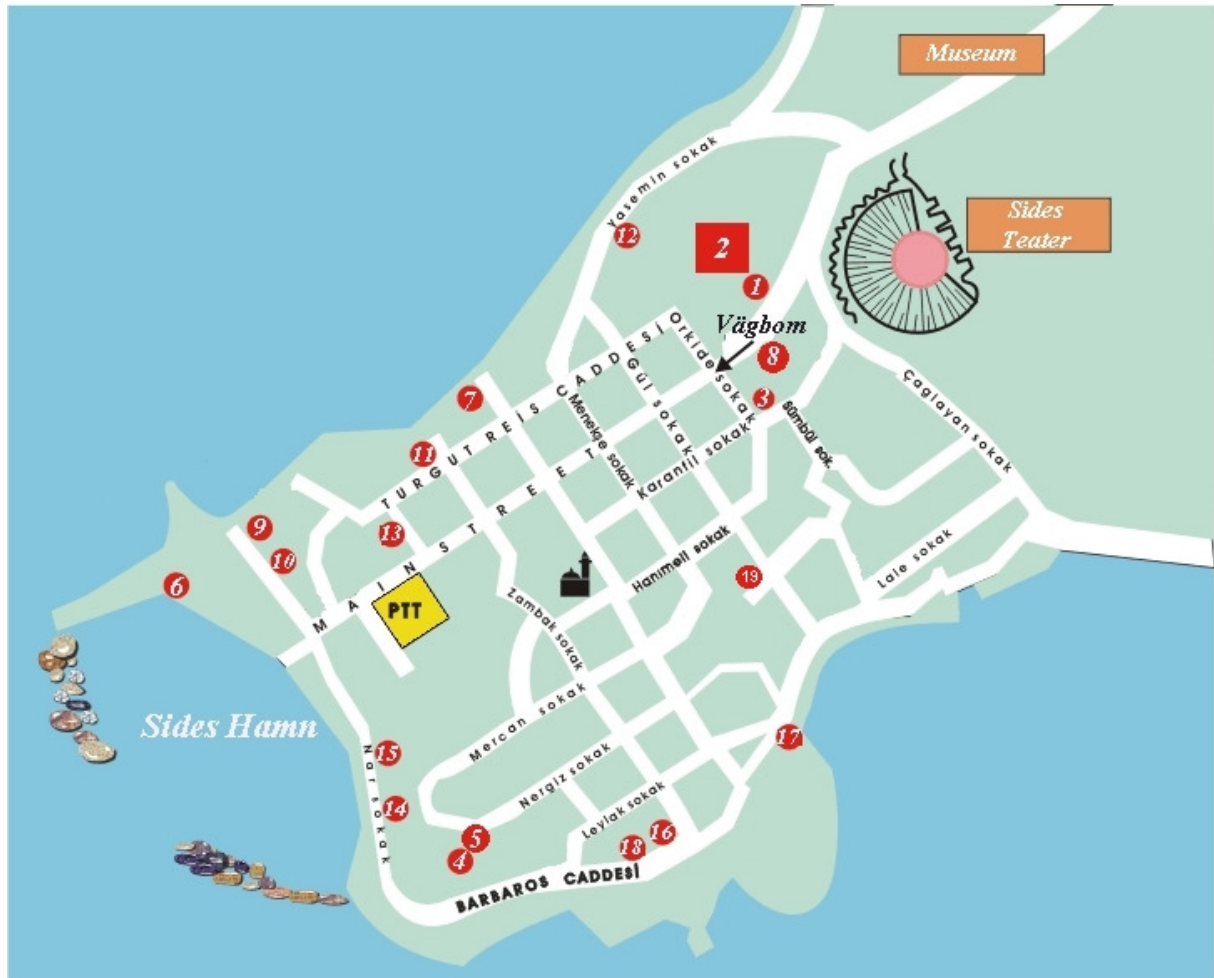 Museum
Sides
Teater
Yasemin sokak
12
2
1
Vägbom
8
Orkide sokak
3
Gül sokak
Menekşe sokak
TURGUTREİS CADDESİ
Karanfil sokak
sümbül sok.
Çaglayan sokak
7
11
MAIN STREET
9
10
13
6
PTT
Hanimeli sokak
19
Lale sokak
Zambak sokak
Mercan sokak
Sides Hamn
Nar sokak
15
14
17
Nergiz sokak
Leylak sokak
5
4
18
16
BARBAROS CADDESİ